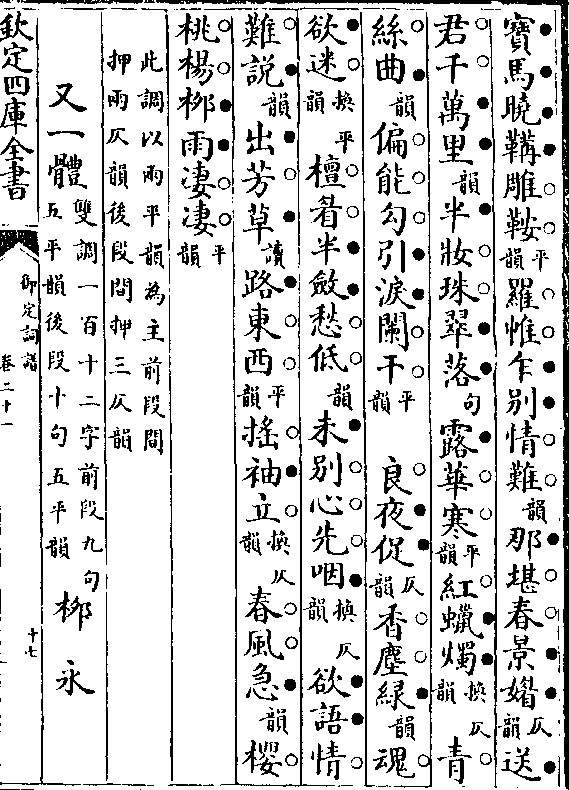 寶馬曉鞲雕鞍平韻羅帷乍别情難韻那堪春景媚仄韻送
君千萬里韻半妝珠翠落句露華寒平韻紅蠟燭換仄韻青
絲曲韻偏能勾引淚闌干平韻　良夜促仄韻香塵緑韻魂
欲迷換平韻檀眉半斂愁低韻未别心先咽換仄韻欲語情
難説韻出芳草讀路東西平韻揺袖立換仄韻春風急韻櫻
桃楊栁雨淒淒平韻
此調以兩平韻為主前段間
押兩仄韻後段間押三仄韻
又一體雙調一百十二字前段九句五平韻後段十句五平韻　栁永
欽定四庫全書
御定詞譜
卷二十一
十七